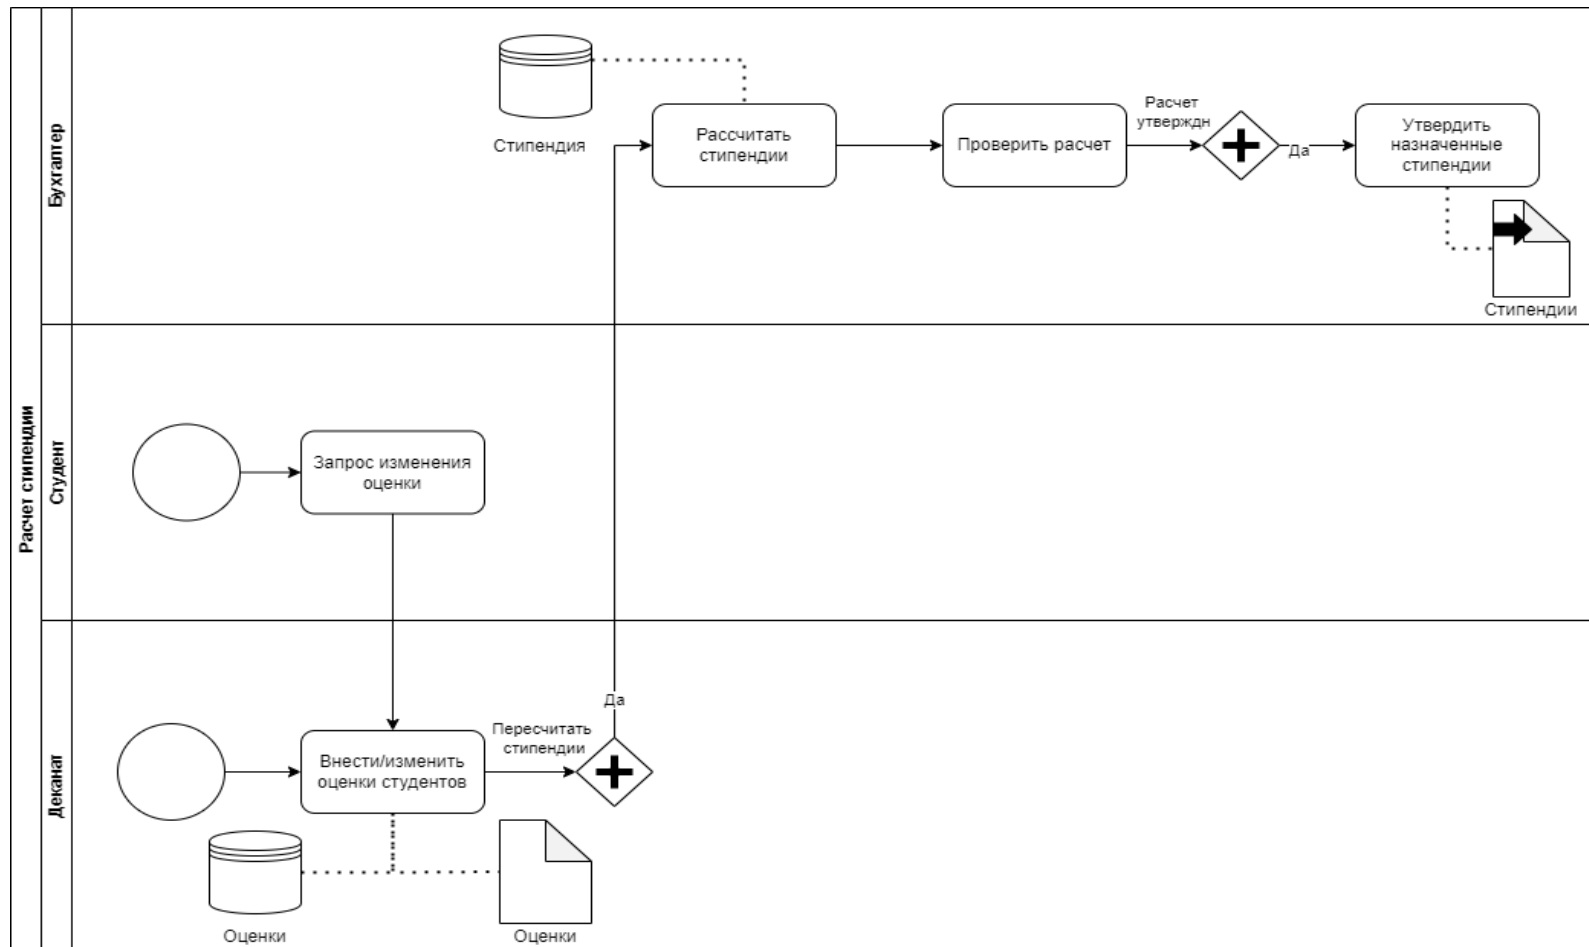 Расчет стипендии
Бухгалтер
Стипендия
Рассчитать
стипендии
Проверить расчет
Расчет
утверждн
Да
Утвердить
назначенные
стипендии
Стипендии
Студент
Запрос изменения
оценки
Деканат
Внести/изменить
оценки студентов
Пересчитать
стипендии
Да
Оценки
Оценки